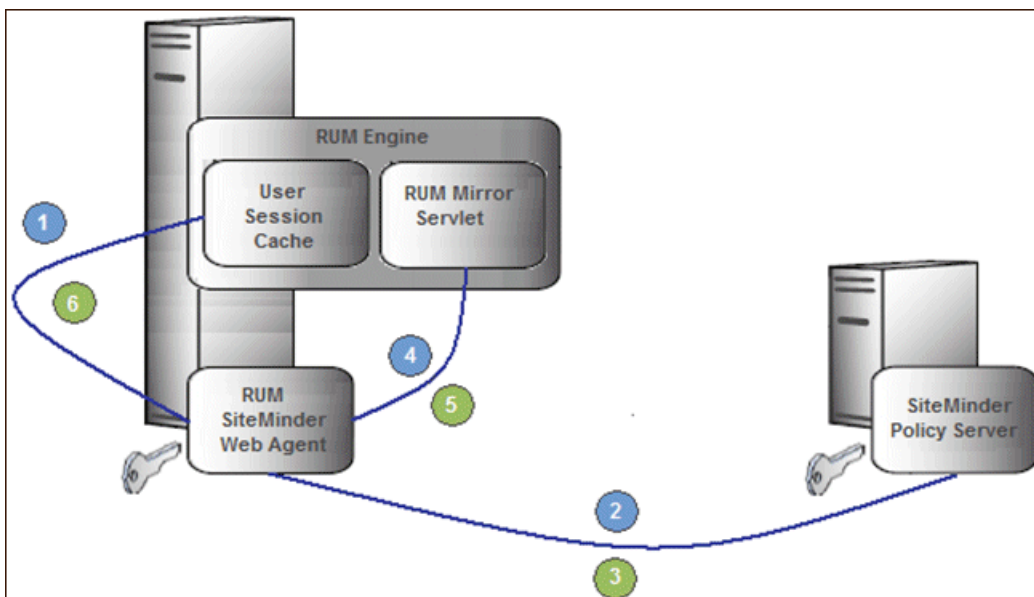 RUM Engine
User
Session
Cache
RUM Mirror
Servlet
1
6
4
5
RUM
SiteMinder
Web Agent
SiteMinder
Policy Server
2
3